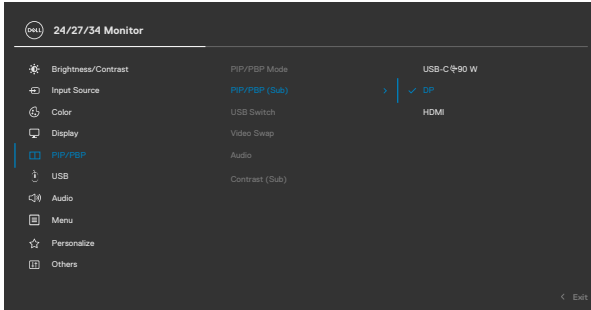 DELL
24/27/34 Monitor
Brightness/Contrast
Input Source
Color
Display
PIP/PBP
USB
Audio
Menu
Personalize
Others
PIP/PBP Mode
PIP/PBP (Sub)
USB Switch
Video Swap
Audio
Contrast (Sub)
USB-C 90 W
DP
HDMI
Exit